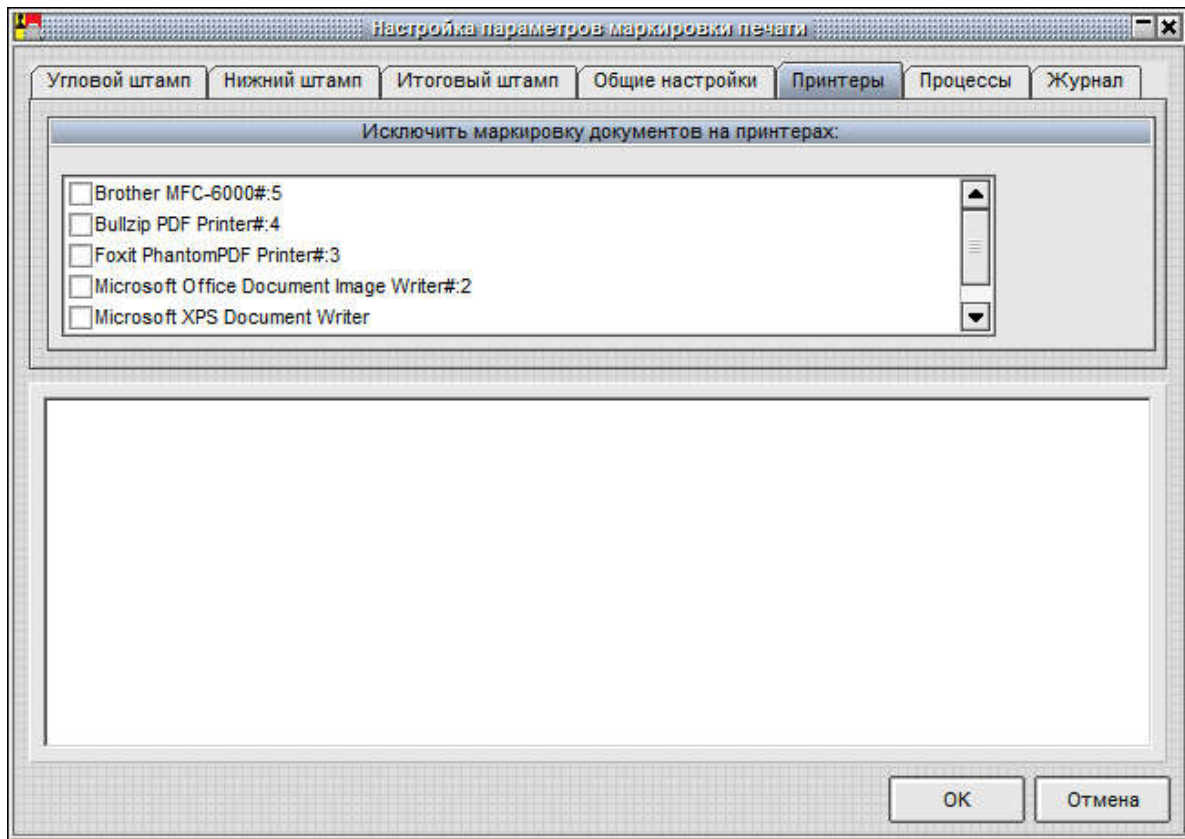 Настройка параметров маркировки печати
Угловой штамп Нижний штамп Итоговый штамп Общие настройки Принтеры Процессы Журнал
Исключить маркировку документов на принтерах:
Brother MFC-6000#:5
Bullzip PDF Printer#:4
Foxit PhantomPDF Printer#:3
Microsoft Office Document Image Writer#:2
Microsoft XPS Document Writer
OK Отмена